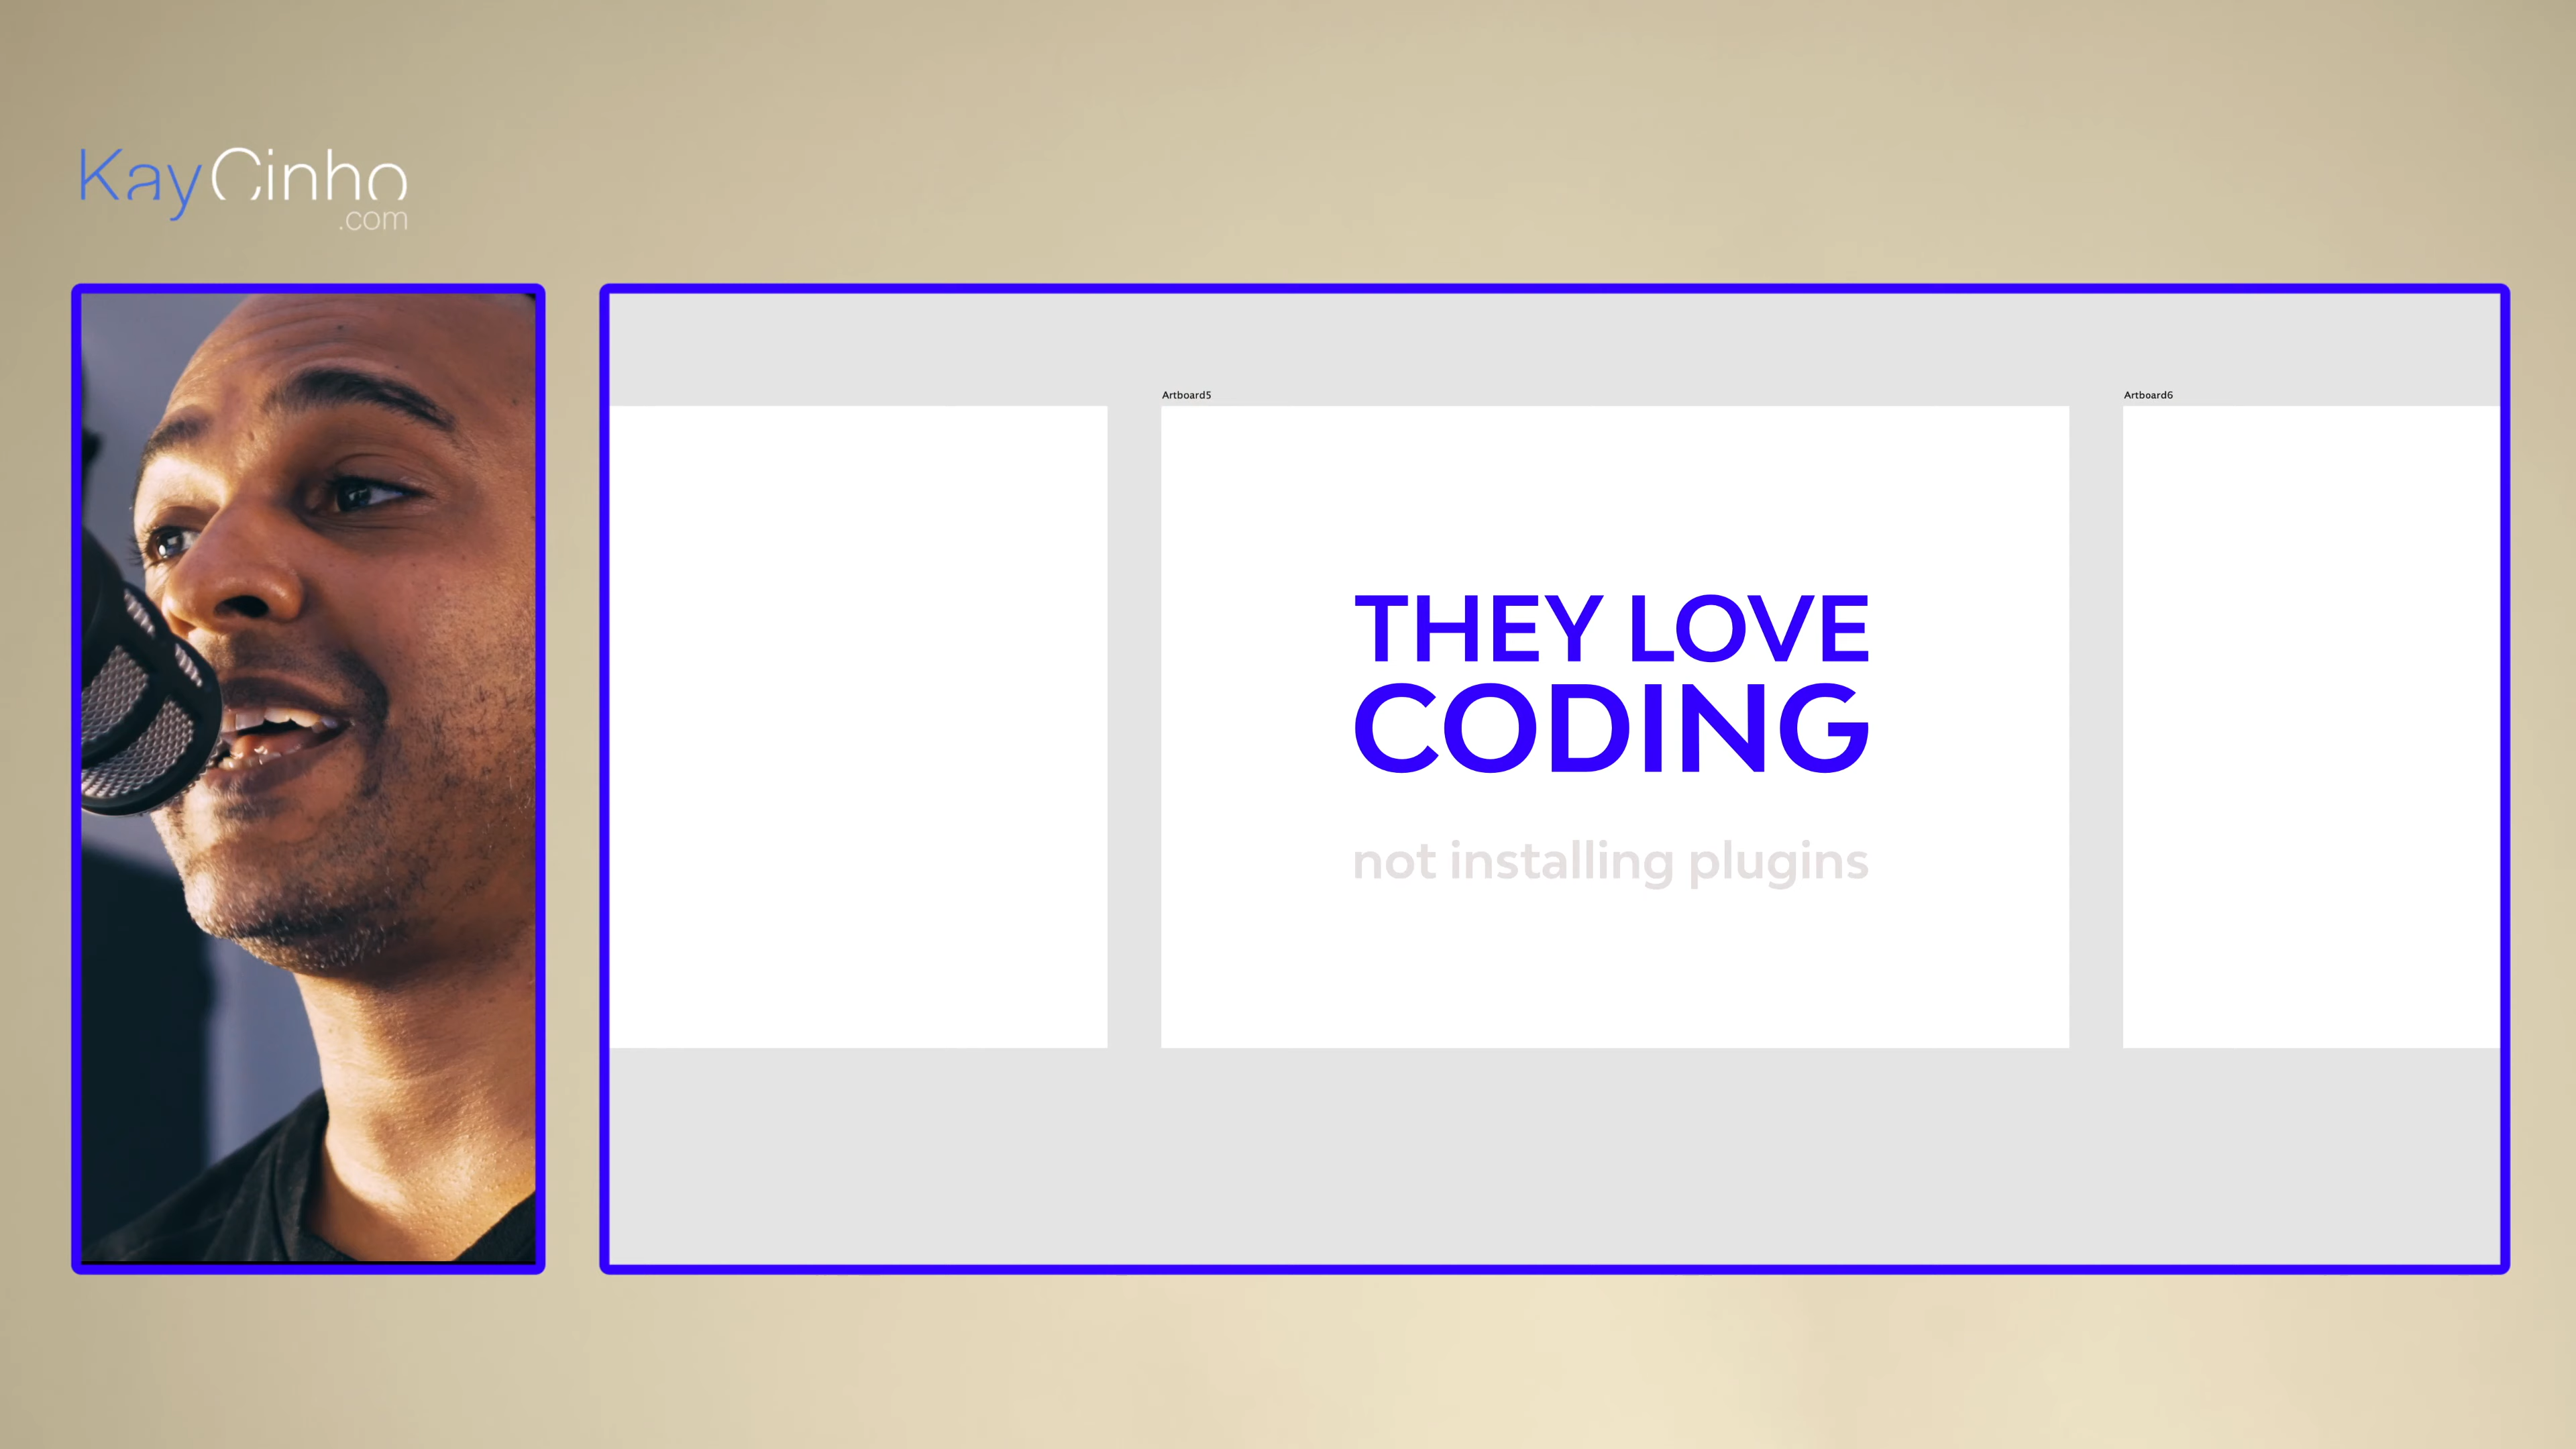 KayCinho
.com
Artboard5
Artboard6
THEY LOVE
CODING
not installing plugins